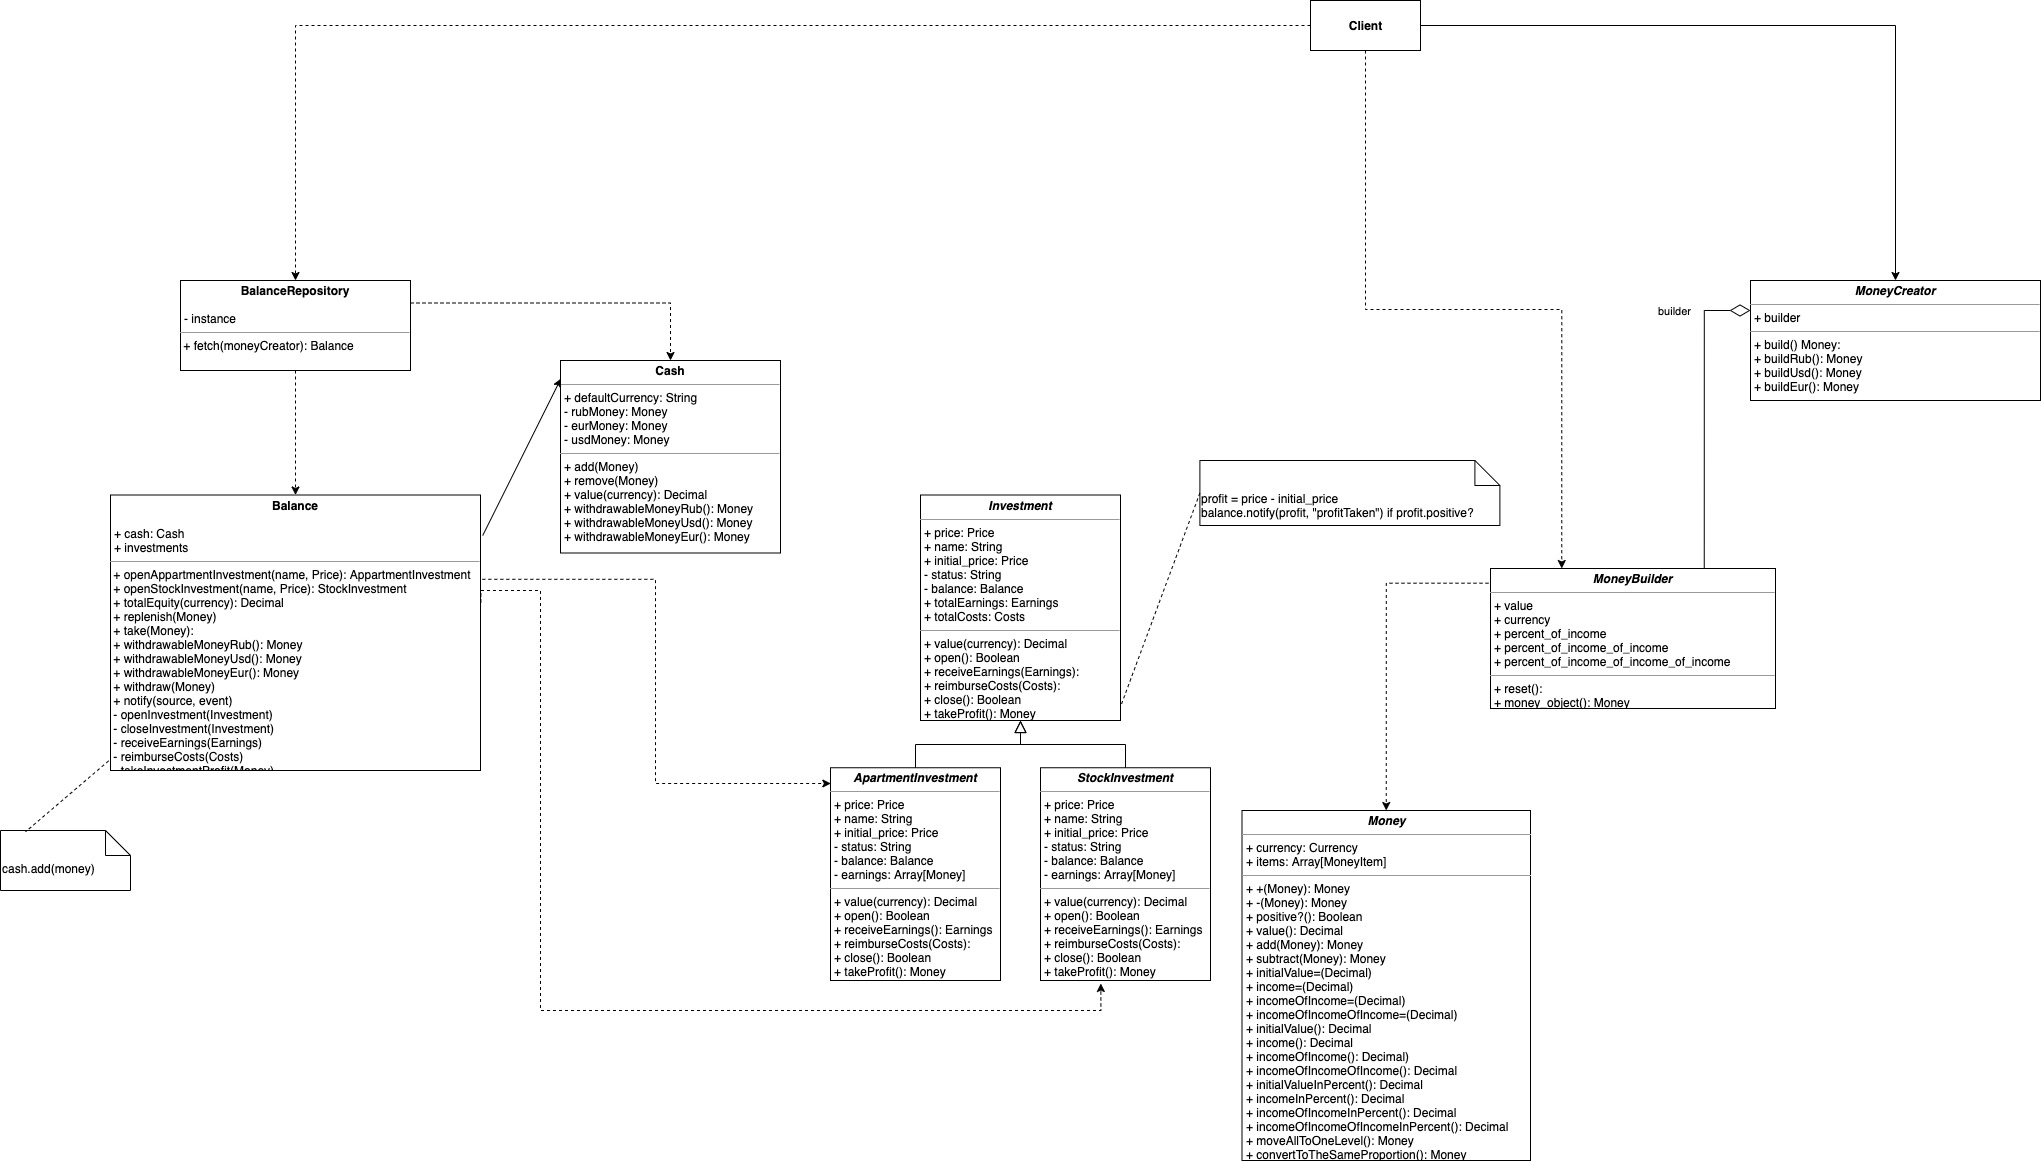 Client
BalanceRepository
- instance
+ fetch(moneyCreator): Balance
MoneyCreator
+ builder
+ build() Money:
+ buildRub(): Money
+ buildUsd(): Money
+ buildEur(): Money
builder
Cash
+ defaultCurrency: String
- rubMoney: Money
- eurMoney: Money
- usdMoney: Money
+ add(Money)
+ remove(Money)
+ value(currency): Decimal
+ withdrawableMoneyRub(): Money
+ withdrawableMoneyUsd(): Money
+ withdrawableMoneyEur(): Money
Balance
+ cash: Cash
+ investments
+ openAppartmentInvestment(name, Price): AppartmentInvestment
+ openStockInvestment(name, Price): StockInvestment
+ totalEquity(currency): Decimal
+ replenish(Money)
+ take(Money):
+ withdrawableMoneyRub(): Money
+ withdrawableMoneyUsd(): Money
+ withdrawableMoneyEur(): Money
+ withdraw(Money)
+ notify(source, event)
- openInvestment(Investment)
- closeInvestment(Investment)
- receiveEarnings(Earnings)
- reimburseCosts(Costs)
- takeInvestmentProfit(Money)
cash.add(money)
Investment
+ price: Price
+ name: String
+ initial_price: Price
- status: String
- balance: Balance
+ totalEarnings: Earnings
+ totalCosts: Costs
+ value(currency): Decimal
+ open(): Boolean
+ receiveEarnings(Earnings):
+ reimburseCosts(Costs):
+ close(): Boolean
+ takeProfit(): Money
profit = price - initial_price
balance.notify(profit, "profitTaken") if profit.positive?
MoneyBuilder
+ value
+ currency
+ percent_of_income
+ percent_of_income_of_income
+ percent_of_income_of_income_of_income
+ reset():
+ money_object(): Money
ApartmentInvestment
+ price: Price
+ name: String
+ initial_price: Price
- status: String
- balance: Balance
- earnings: Array[Money]
+ value(currency): Decimal
+ open(): Boolean
+ receiveEarnings(): Earnings
+ reimburseCosts(Costs):
+ close(): Boolean
+ takeProfit(): Money
StockInvestment
+ price: Price
+ name: String
+ initial_price: Price
- status: String
- balance: Balance
- earnings: Array[Money]
+ value(currency): Decimal
+ open(): Boolean
+ receiveEarnings(): Earnings
+ reimburseCosts(Costs):
+ close(): Boolean
+ takeProfit(): Money
Money
+ currency: Currency
+ items: Array[MoneyItem]
+ +(Money): Money
+ -(Money): Money
+ positive?(): Boolean
+ value(): Decimal
+ add(Money): Money
+ subtract(Money): Money
+ initialValue=(Decimal)
+ income=(Decimal)
+ incomeOfIncome=(Decimal)
+ incomeOfIncomeOfIncome=(Decimal)
+ initialValue(): Decimal
+ income(): Decimal
+ incomeOfIncome(): Decimal)
+ incomeOfIncomeOfIncome(): Decimal
+ initialValueInPercent(): Decimal
+ incomeInPercent(): Decimal
+ incomeOfIncomeInPercent(): Decimal
+ incomeOfIncomeOfIncomeInPercent(): Decimal
+ moveAllToOneLevel(): Money
+ convertToTheSameProportion(): Money